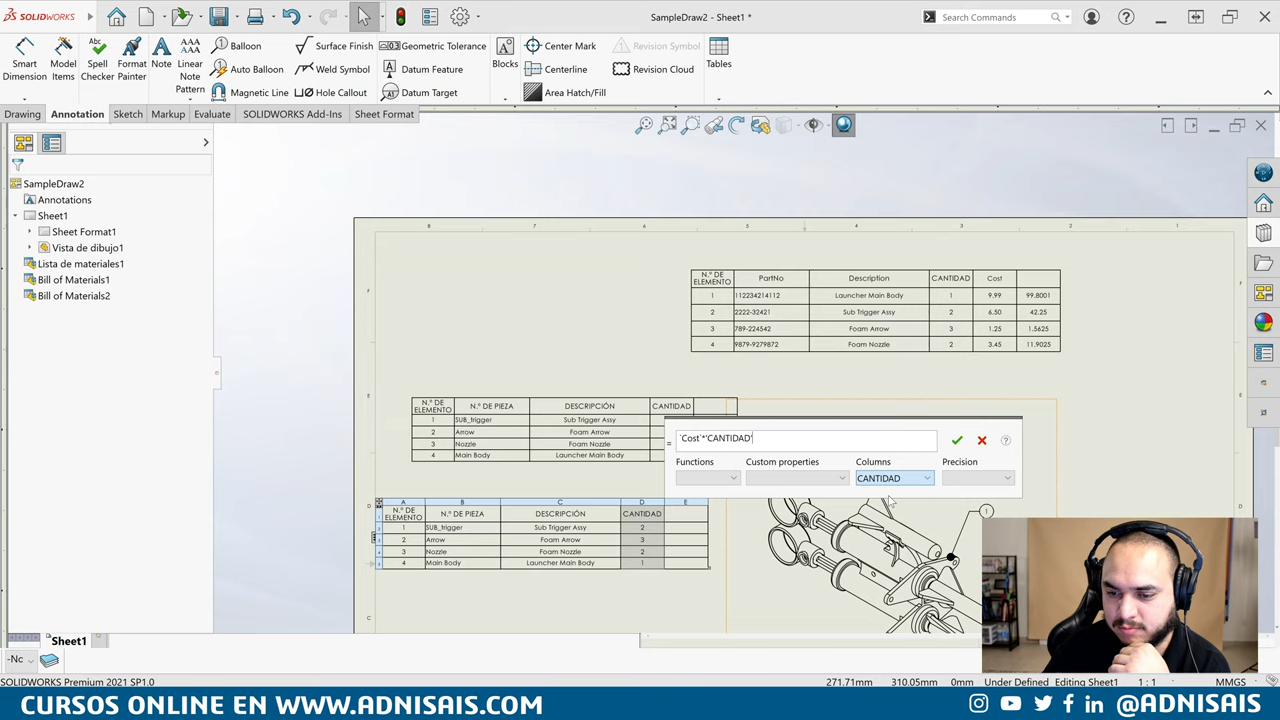 SOLIDWORKS
SampleDraw2 - Sheet1 *
Search Commands
Smart
Dimension
Model
Items
Spell
Checker
Format
Painter
Note
Linear
Note
Pattern
Balloon
Auto Balloon
Magnetic Line
Surface Finish
Weld Symbol
Hole Callout
Geometric Tolerance
Datum Feature
Datum Target
Blocks
Center Mark
Centerline
Area Hatch/Fill
Revision Symbol
Revision Cloud
Tables
Drawing
Annotation
Sketch
Markup
Evaluate
SOLIDWORKS Add-Ins
Sheet Format
SampleDraw2
Annotations
Sheet1
Sheet Format1
Vista de dibujo1
Lista de materiales1
Bill of Materials1
Bill of Materials2
8 7 6 5 4 3 2 1
N.º DE ELEMENTO PartNo Description CANTIDAD Cost
1 112234214112 Launcher Main Body 1 9.99 99.8001
2 2222-32421 Sub Trigger Assy 2 6.50 42.25
3 789-224542 Foam Arrow 3 1.25 1.5625
4 9879-9279872 Foam Nozzle 2 3.45 11.9025
N.º DE ELEMENTO N.º DE PIEZA DESCRIPCIÓN CANTIDAD
1 SUB_trigger Sub Trigger Assy
2 Arrow Foam Arrow
3 Nozzle Foam Nozzle
4 Main Body Launcher Main Body
= `Cost`*'CANTIDAD'
Functions Custom properties Columns Precision
CANTIDAD
A B C D E
N.º DE ELEMENTO N.º DE PIEZA DESCRIPCIÓN CANTIDAD
1 SUB_trigger Sub Trigger Assy 2
2 Arrow Foam Arrow 3
3 Nozzle Foam Nozzle 2
4 Main Body Launcher Main Body 1
1
Sheet1
-Nc
SOLIDWORKS Premium 2021 SP1.0
271.71mm 310.05mm 0mm Under Defined Editing Sheet1 1 : 1 MMGS
CURSOS ONLINE EN WWW.ADNISAIS.COM
@ADNISAIS